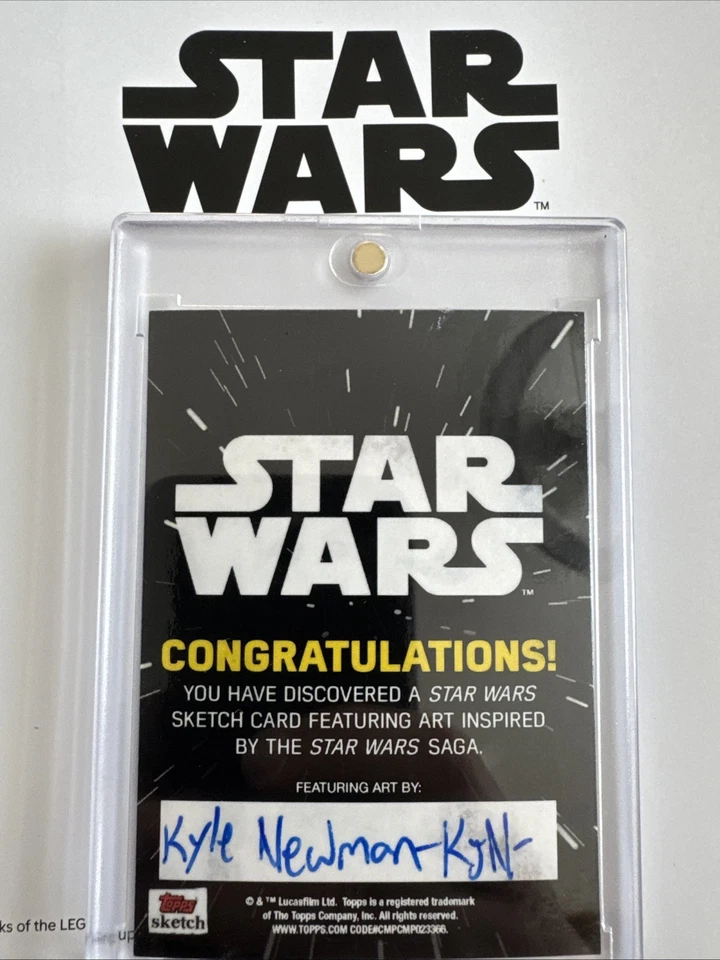 STAR
WARS
TM
STAR
WARS
TM
CONGRATULATIONS!
YOU HAVE DISCOVERED A STAR WARS
SKETCH CARD FEATURING ART INSPIRED
BY THE STAR WARS SAGA.
FEATURING ART BY:
Kyle Newman-KJN-
© & ™ Lucasfilm Ltd. Topps is a registered trademark
of The Topps Company, Inc. All rights reserved.
WWW.TOPPS.COM CODE#CMPCMP023366.
Topps
sketch
ks of the LEG
up